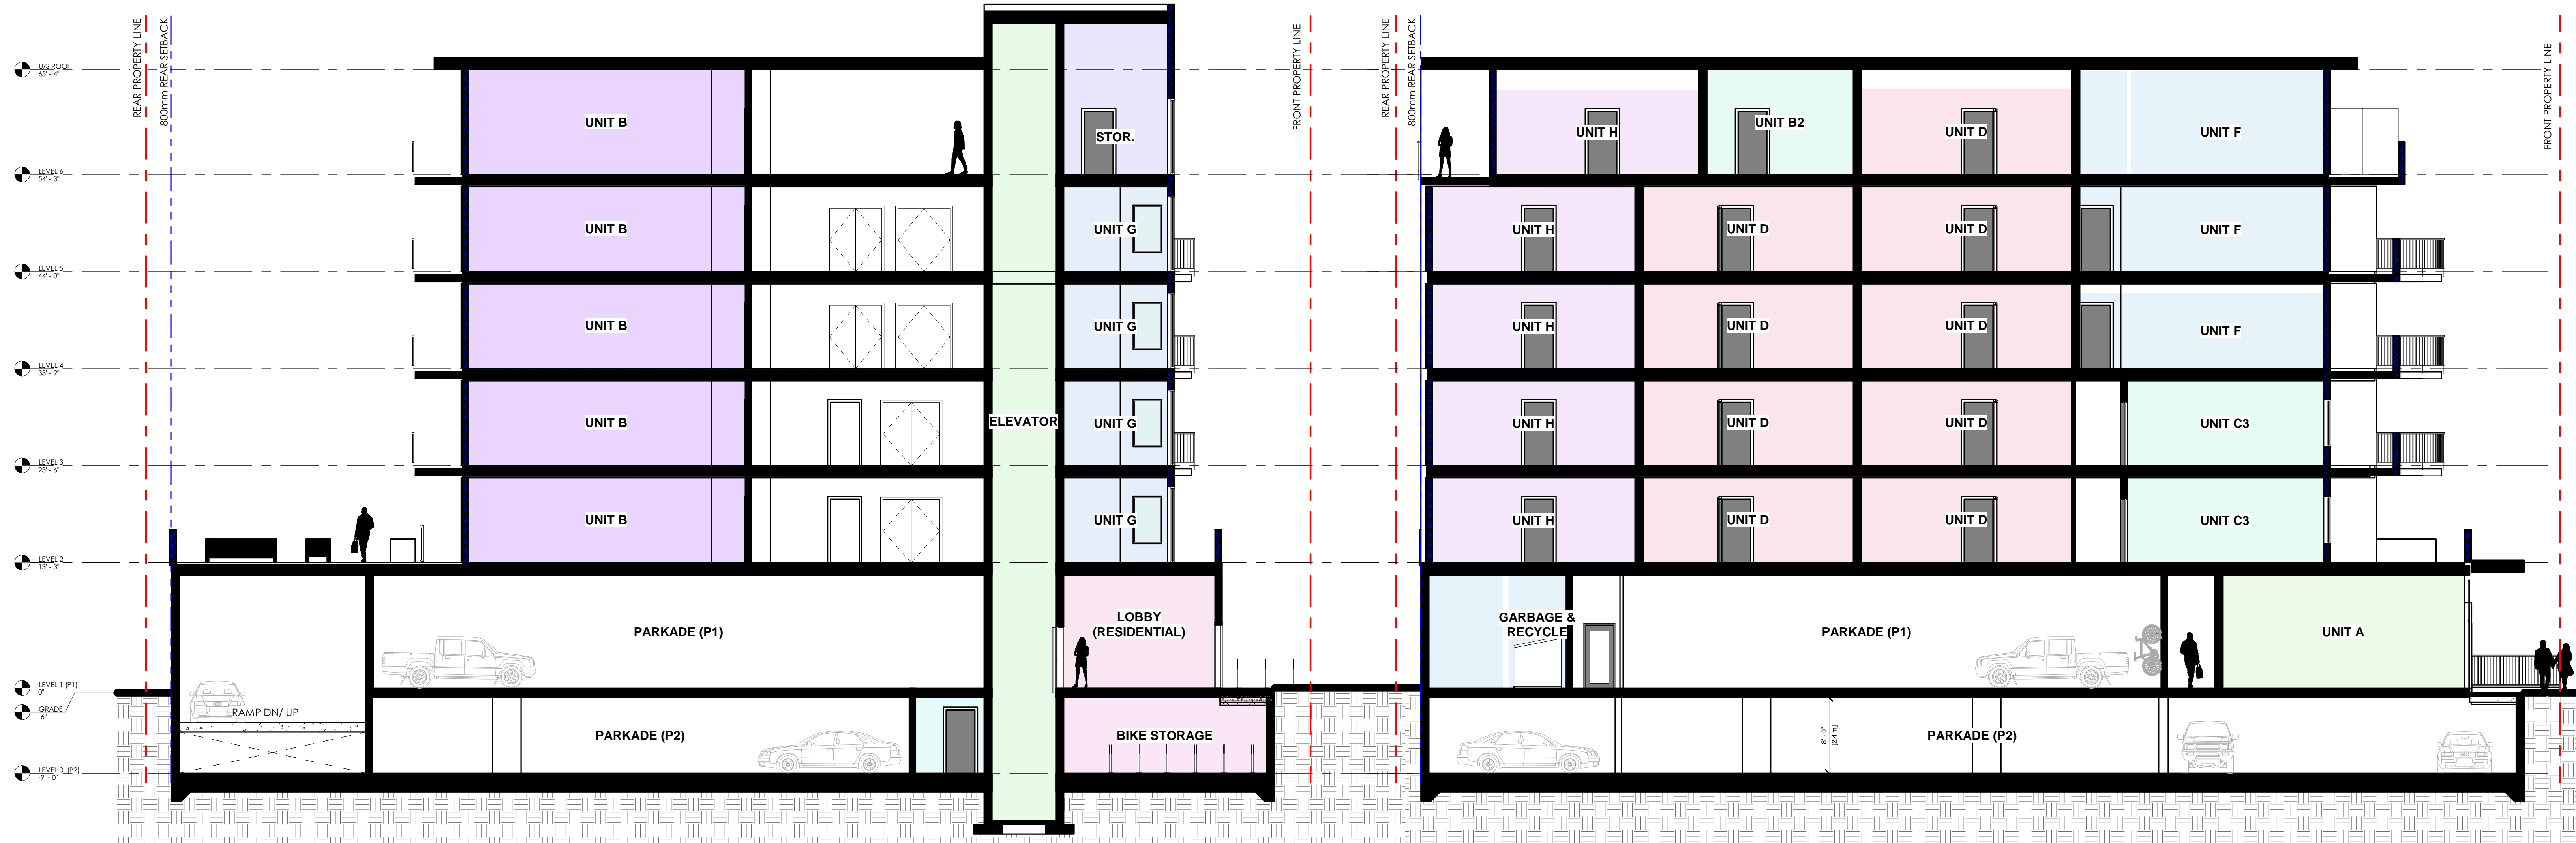 REAR PROPERTY LINE
800mm REAR SETBACK
FRONT PROPERTY LINE
REAR PROPERTY LINE
800mm REAR SETBACK
FRONT PROPERTY LINE
U/S ROOF
65' - 4"
UNIT B
STOR.
UNIT H
UNIT B2
UNIT D
UNIT F
LEVEL 6
54' - 3"
UNIT B
UNIT G
UNIT H
UNIT D
UNIT D
UNIT F
LEVEL 5
44' - 0"
UNIT B
UNIT G
UNIT H
UNIT D
UNIT D
UNIT F
LEVEL 4
33' - 9"
UNIT B
ELEVATOR
UNIT G
UNIT H
UNIT D
UNIT D
UNIT C3
LEVEL 3
23' - 6"
UNIT B
UNIT G
UNIT H
UNIT D
UNIT D
UNIT C3
LEVEL 2
13' - 3"
PARKADE (P1)
LOBBY
(RESIDENTIAL)
GARBAGE &
RECYCLE
PARKADE (P1)
UNIT A
LEVEL 1 (P1)
0"
GRADE
-6"
RAMP DN/ UP
PARKADE (P2)
BIKE STORAGE
8' - 0"
[2.4 m]
PARKADE (P2)
LEVEL 0 (P2)
-9' - 0"